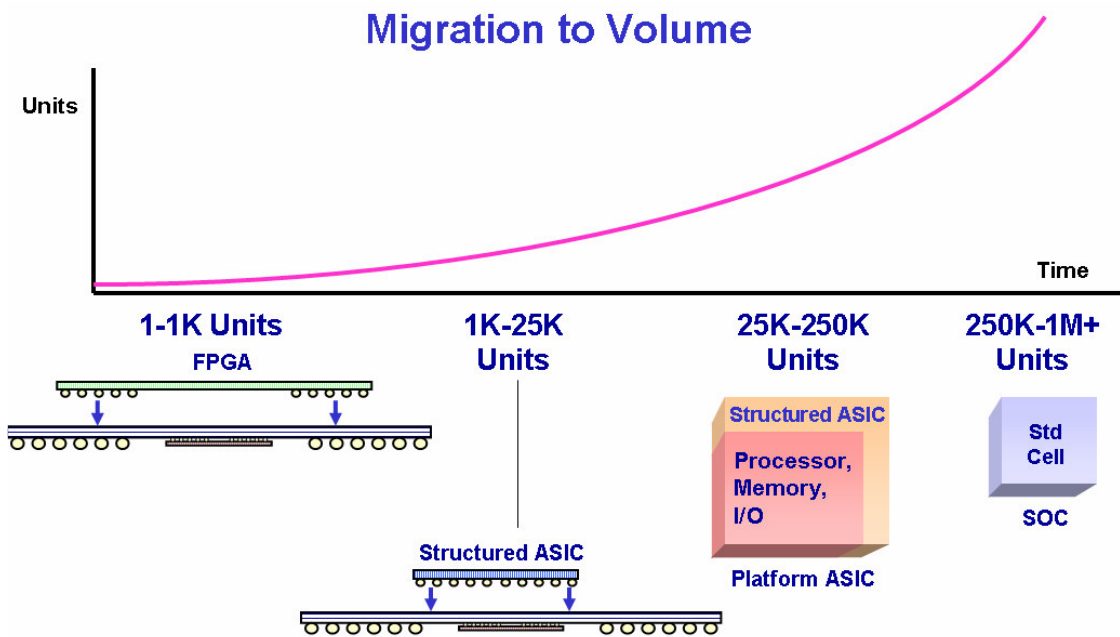 Migration to Volume
Units
Time
1-1K Units
FPGA
1K-25K
Units
Structured ASIC
25K-250K
Units
Structured ASIC
Processor,
Memory,
I/O
Platform ASIC
250K-1M+
Units
Std
Cell
SOC